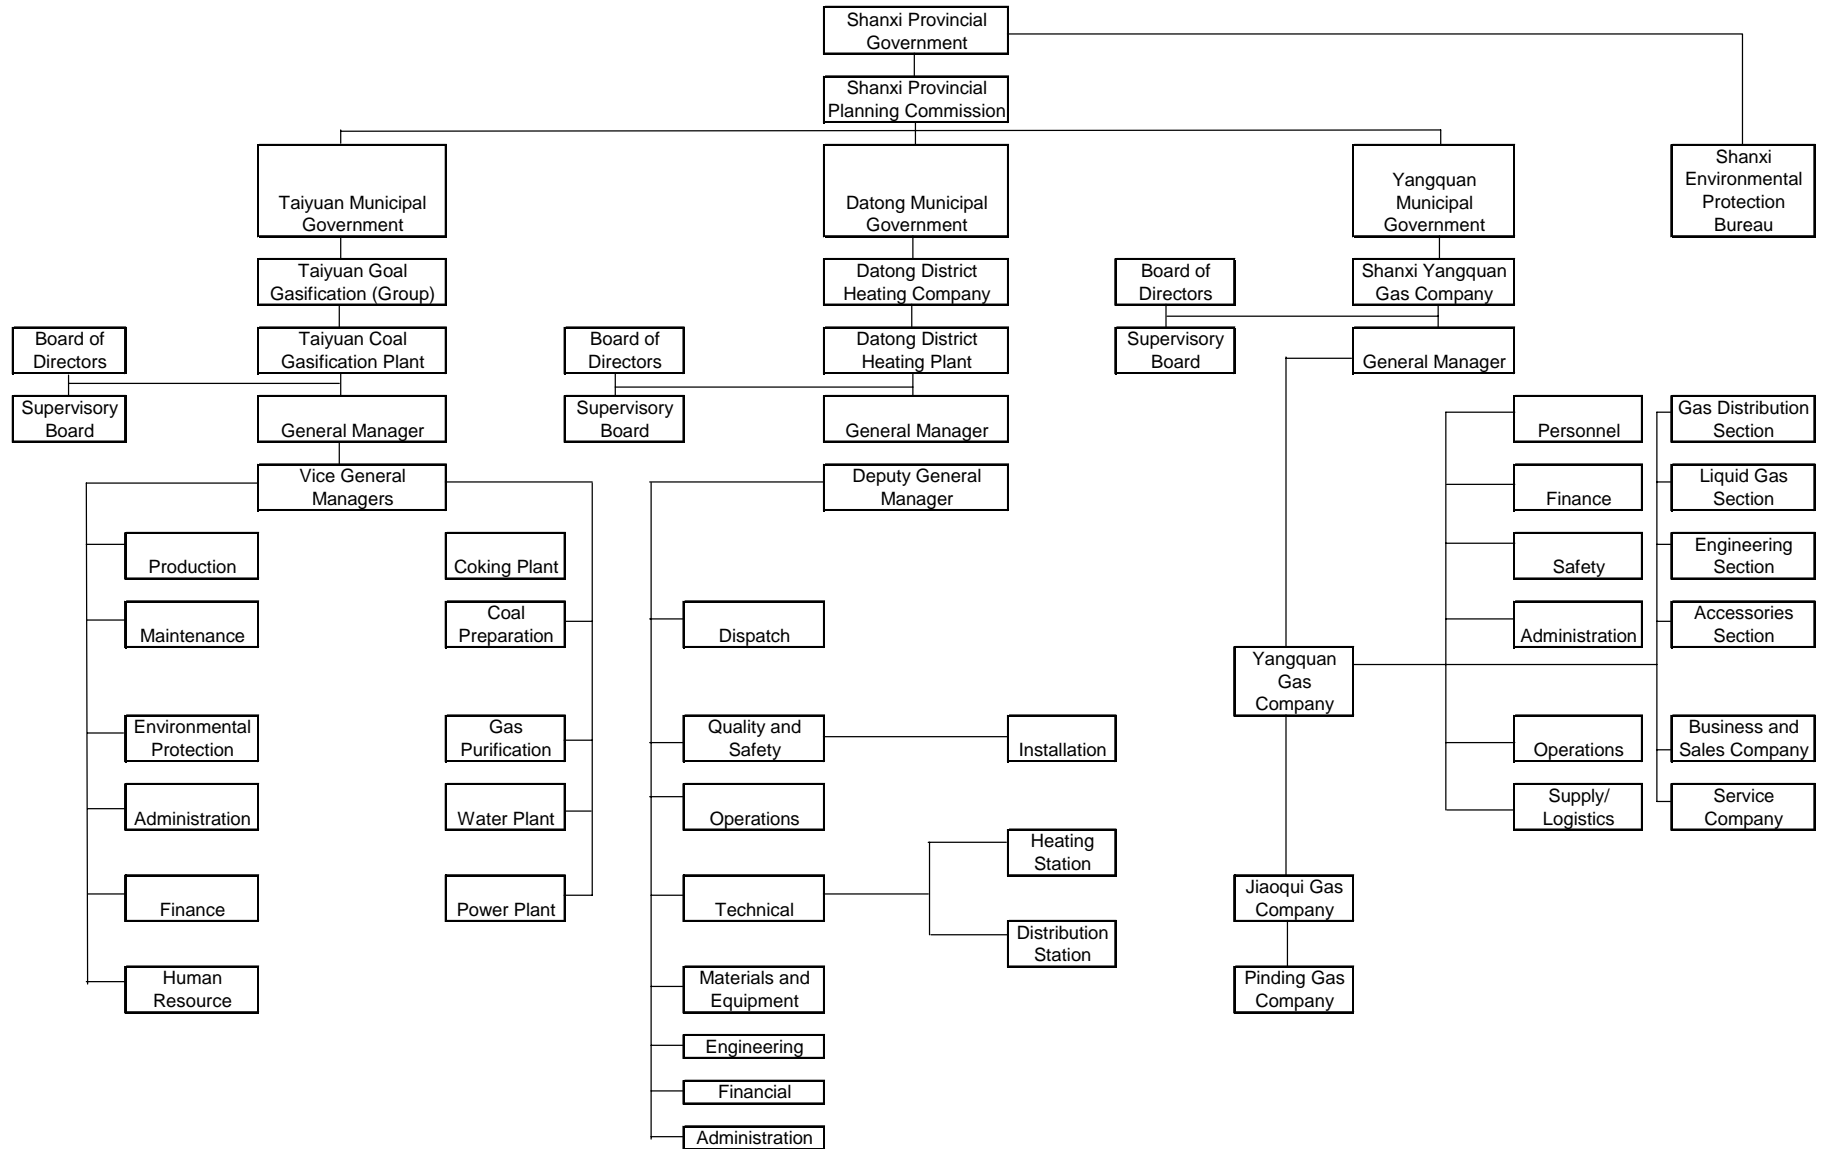 Shanxi Provincial
Government
Shanxi Provincial
Planning Commission
Taiyuan Municipal
Government
Datong Municipal
Government
Yangquan
Municipal
Government
Shanxi
Environmental
Protection
Bureau
Taiyuan Goal
Gasification (Group)
Datong District
Heating Company
Board of
Directors
Shanxi Yangquan
Gas Company
Board of
Directors
Taiyuan Coal
Gasification Plant
Board of
Directors
Datong District
Heating Plant
Supervisory
Board
General Manager
Supervisory
Board
General Manager
Supervisory
Board
General Manager
Personnel
Gas Distribution
Section
Vice General
Managers
Deputy General
Manager
Finance
Liquid Gas
Section
Production
Coking Plant
Safety
Engineering
Section
Maintenance
Coal
Preparation
Dispatch
Administration
Accessories
Section
Yangquan
Gas
Company
Environmental
Protection
Gas
Purification
Quality and
Safety
Installation
Operations
Business and
Sales Company
Administration
Water Plant
Operations
Supply/
Logistics
Service
Company
Heating
Station
Finance
Power Plant
Technical
Jiaoqui Gas
Company
Distribution
Station
Human
Resource
Materials and
Equipment
Pinding Gas
Company
Engineering
Financial
Administration